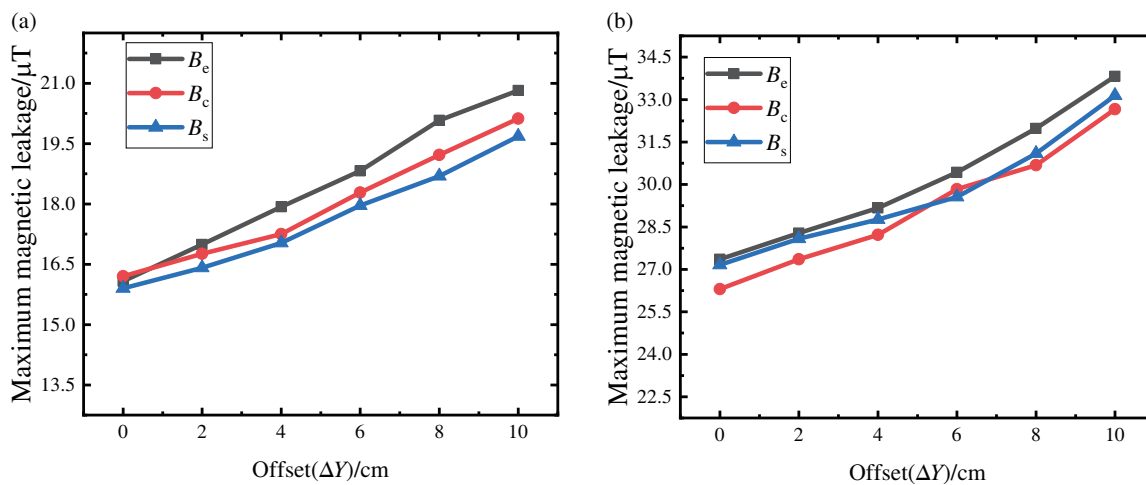 (a)
Maximum magnetic leakage/μT
21.0
19.5
18.0
16.5
15.0
13.5
Be
Bc
Bs
0 2 4 6 8 10
Offset(ΔY)/cm
(b)
Maximum magnetic leakage/μT
34.5
33.0
31.5
30.0
28.5
27.0
25.5
24.0
22.5
Be
Bc
Bs
0 2 4 6 8 10
Offset(ΔY)/cm